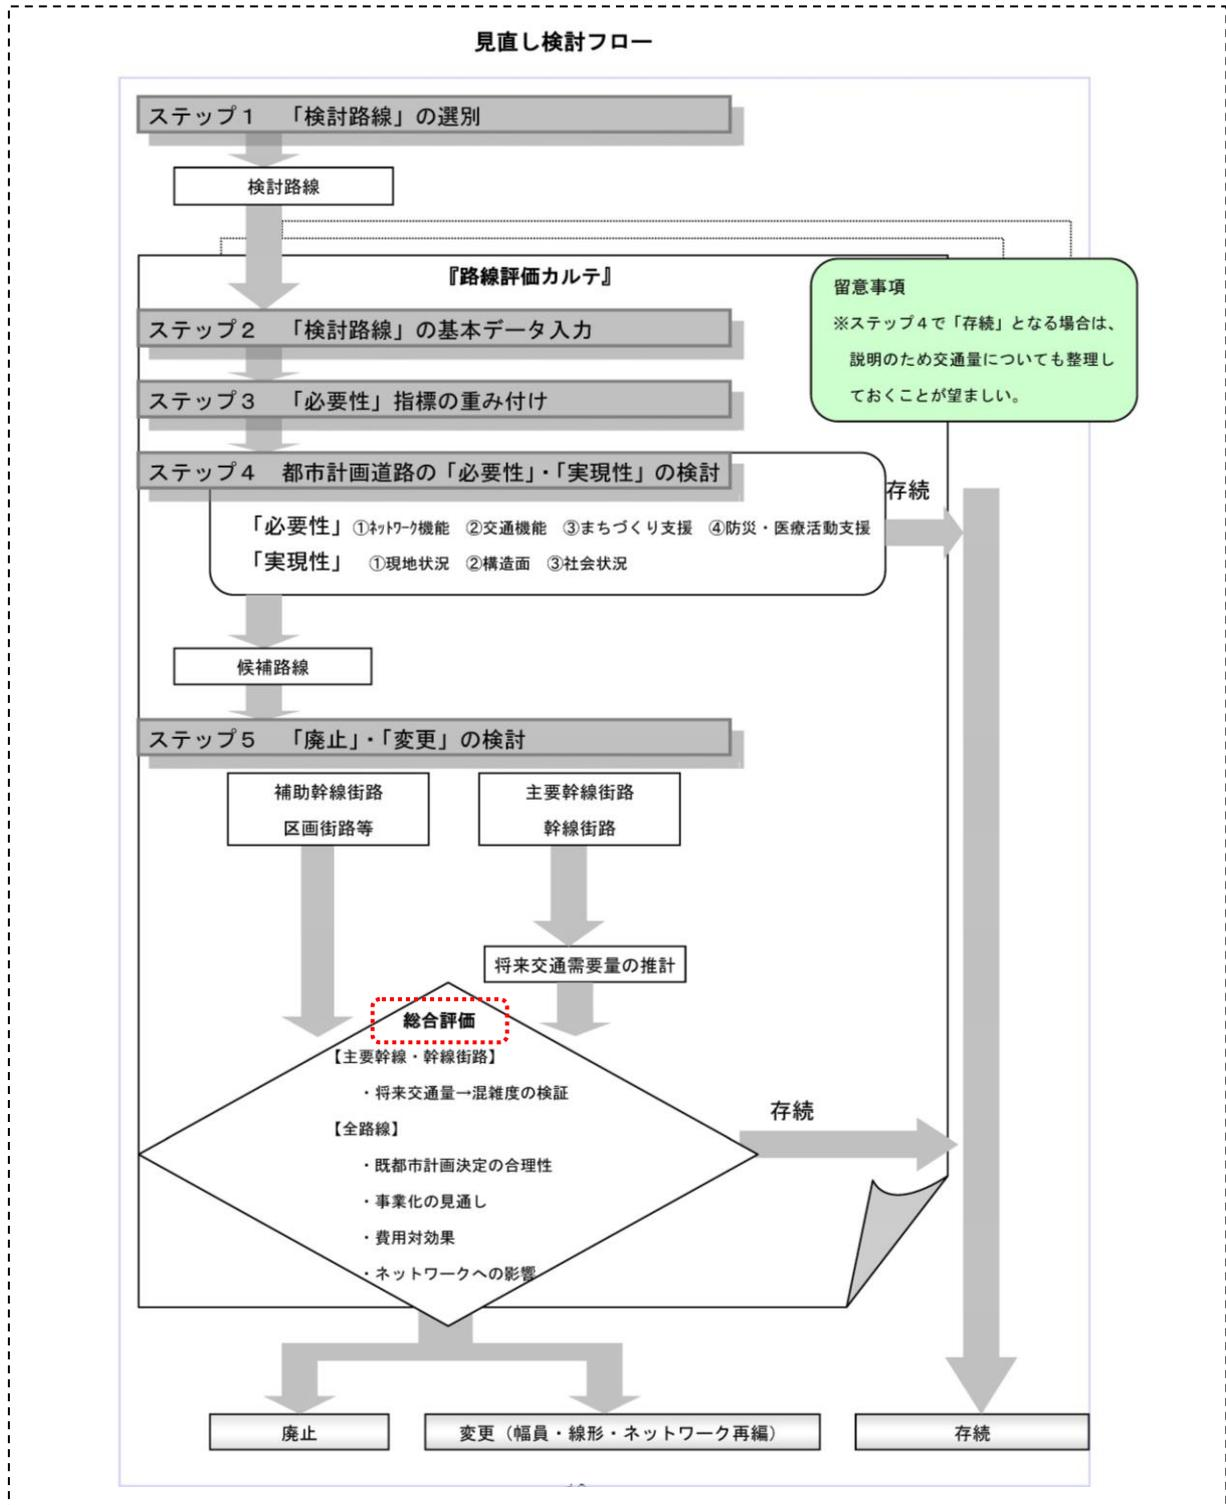 見直し検討フロー
ステップ1 「検討路線」の選別
検討路線
『路線評価カルテ』
留意事項
※ステップ4で「存続」となる場合は、
説明のため交通量についても整理し
ておくことが望ましい。
ステップ2 「検討路線」の基本データ入力
ステップ3 「必要性」指標の重み付け
ステップ4 都市計画道路の「必要性」・「実現性」の検討
存続
「必要性」①ﾈｯﾄﾜｰｸ機能 ②交通機能 ③まちづくり支援 ④防災・医療活動支援
「実現性」 ①現地状況 ②構造面 ③社会状況
候補路線
ステップ5 「廃止」・「変更」の検討
補助幹線街路
区画街路等
主要幹線街路
幹線街路
将来交通需要量の推計
総合評価
【主要幹線・幹線街路】
・将来交通量→混雑度の検証
【全路線】
・既都市計画決定の合理性
・事業化の見通し
・費用対効果
・ネットワークへの影響
存続
廃止
変更（幅員・線形・ネットワーク再編）
存続